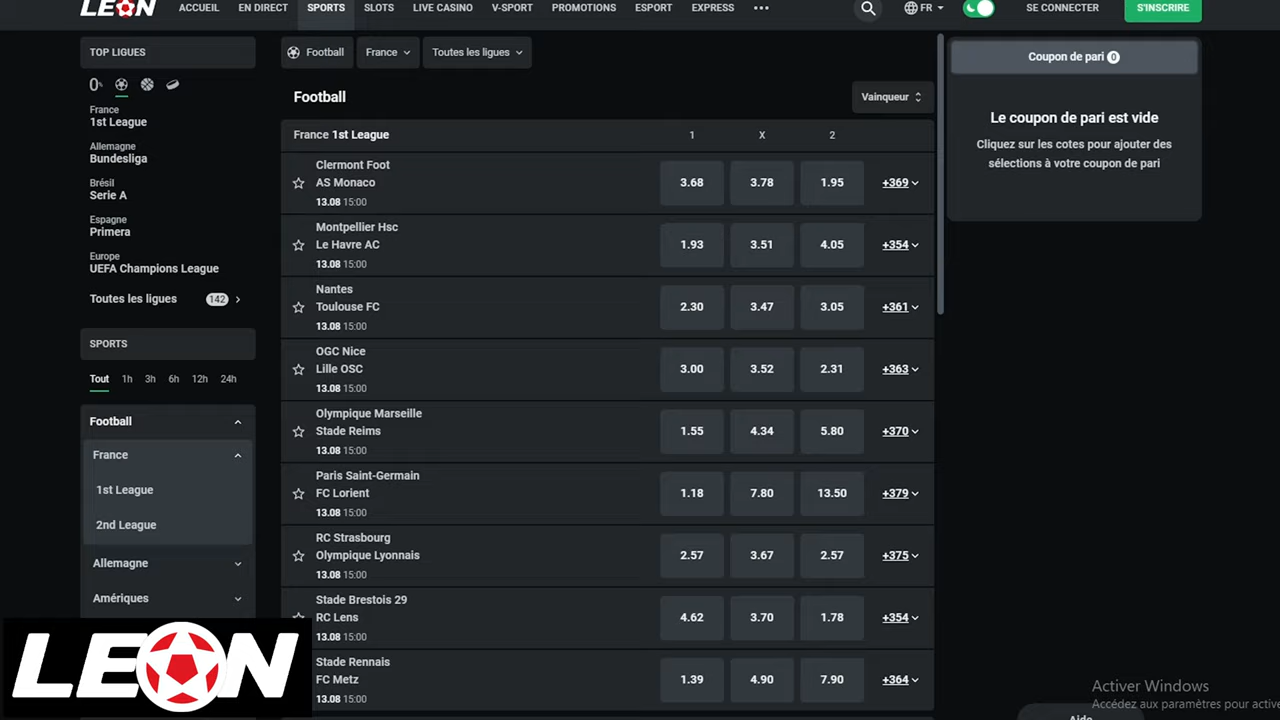 LEON
ACCUEIL EN DIRECT SPORTS SLOTS LIVE CASINO V-SPORT PROMOTIONS ESPORT EXPRESS ••• FR SE CONNECTER S'INSCRIRE
TOP LIGUES
France
1st League
Allemagne
Bundesliga
Brésil
Serie A
Espagne
Primera
Europe
UEFA Champions League
Toutes les ligues 142
SPORTS
Tout 1h 3h 6h 12h 24h
Football
France
1st League
2nd League
Allemagne
Amériques
LEON
Football France Toutes les ligues
Football Vainqueur
France 1st League 1 X 2
Clermont Foot
AS Monaco 3.68 3.78 1.95 +369
13.08 15:00
Montpellier Hsc
Le Havre AC 1.93 3.51 4.05 +354
13.08 15:00
Nantes
Toulouse FC 2.30 3.47 3.05 +361
13.08 15:00
OGC Nice
Lille OSC 3.00 3.52 2.31 +363
13.08 15:00
Olympique Marseille
Stade Reims 1.55 4.34 5.80 +370
13.08 15:00
Paris Saint-Germain
FC Lorient 1.18 7.80 13.50 +379
13.08 15:00
RC Strasbourg
Olympique Lyonnais 2.57 3.67 2.57 +375
13.08 15:00
Stade Brestois 29
RC Lens 4.62 3.70 1.78 +354
13.08 15:00
Stade Rennais
FC Metz 1.39 4.90 7.90 +364
13.08 15:00
Coupon de pari 0
Le coupon de pari est vide
Cliquez sur les cotes pour ajouter des
sélections à votre coupon de pari
Activer Windows
Accédez aux paramètres pour active
Aide